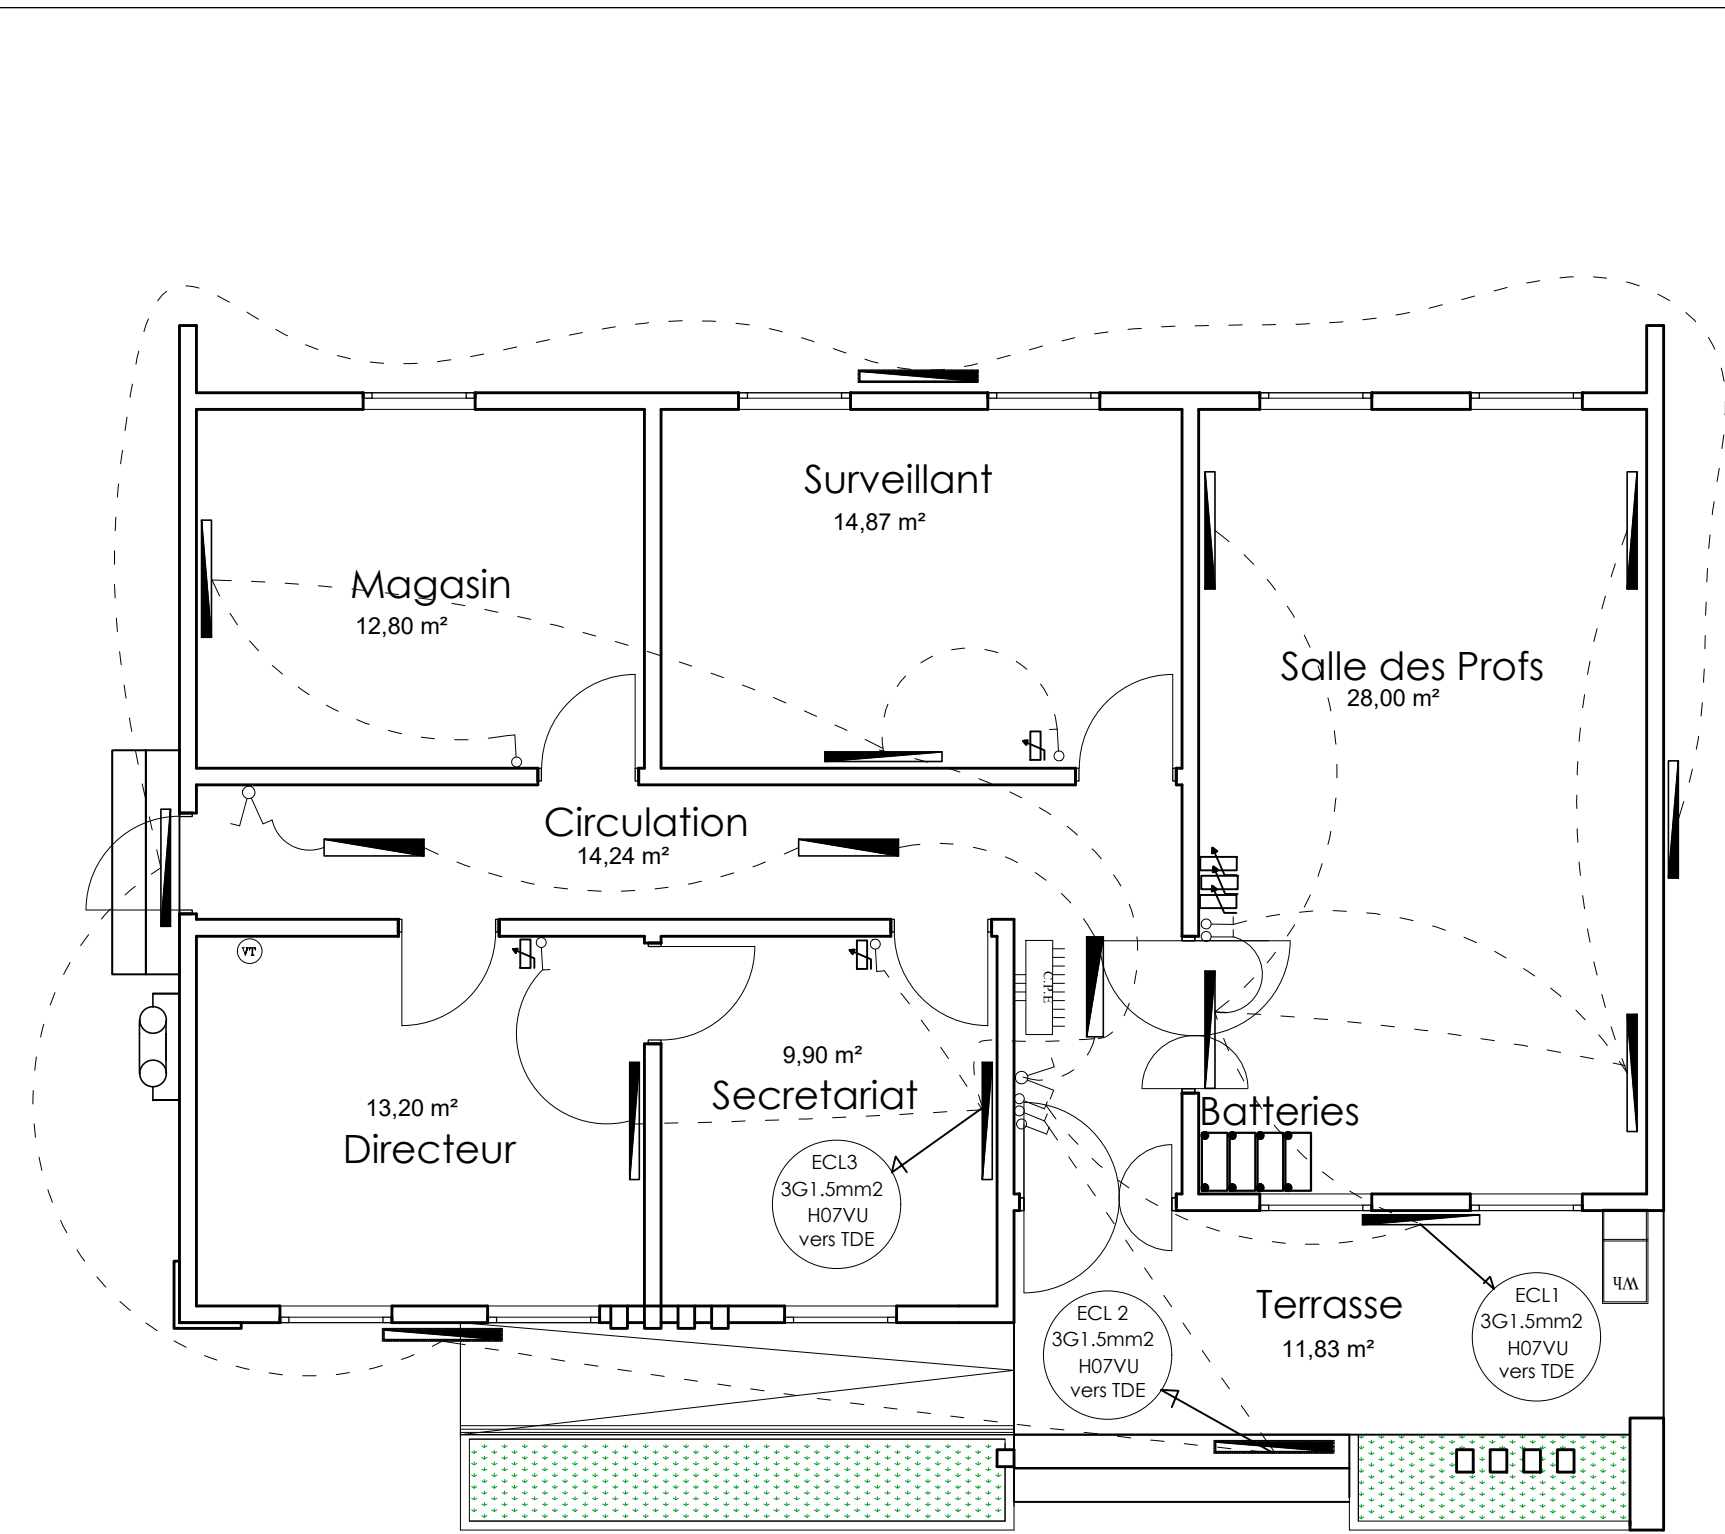 Surveillant
14,87 m²
Magasin
12,80 m²
Salle des Profs
28,00 m²
Circulation
14,24 m²
VT
C.P.E
9,90 m²
Secretariat
13,20 m²
Directeur
Batteries
ECL3
3G1.5mm2
H07VU
vers TDE
Wh
Terrasse
11,83 m²
ECL1
3G1.5mm2
H07VU
vers TDE
ECL 2
3G1.5mm2
H07VU
vers TDE